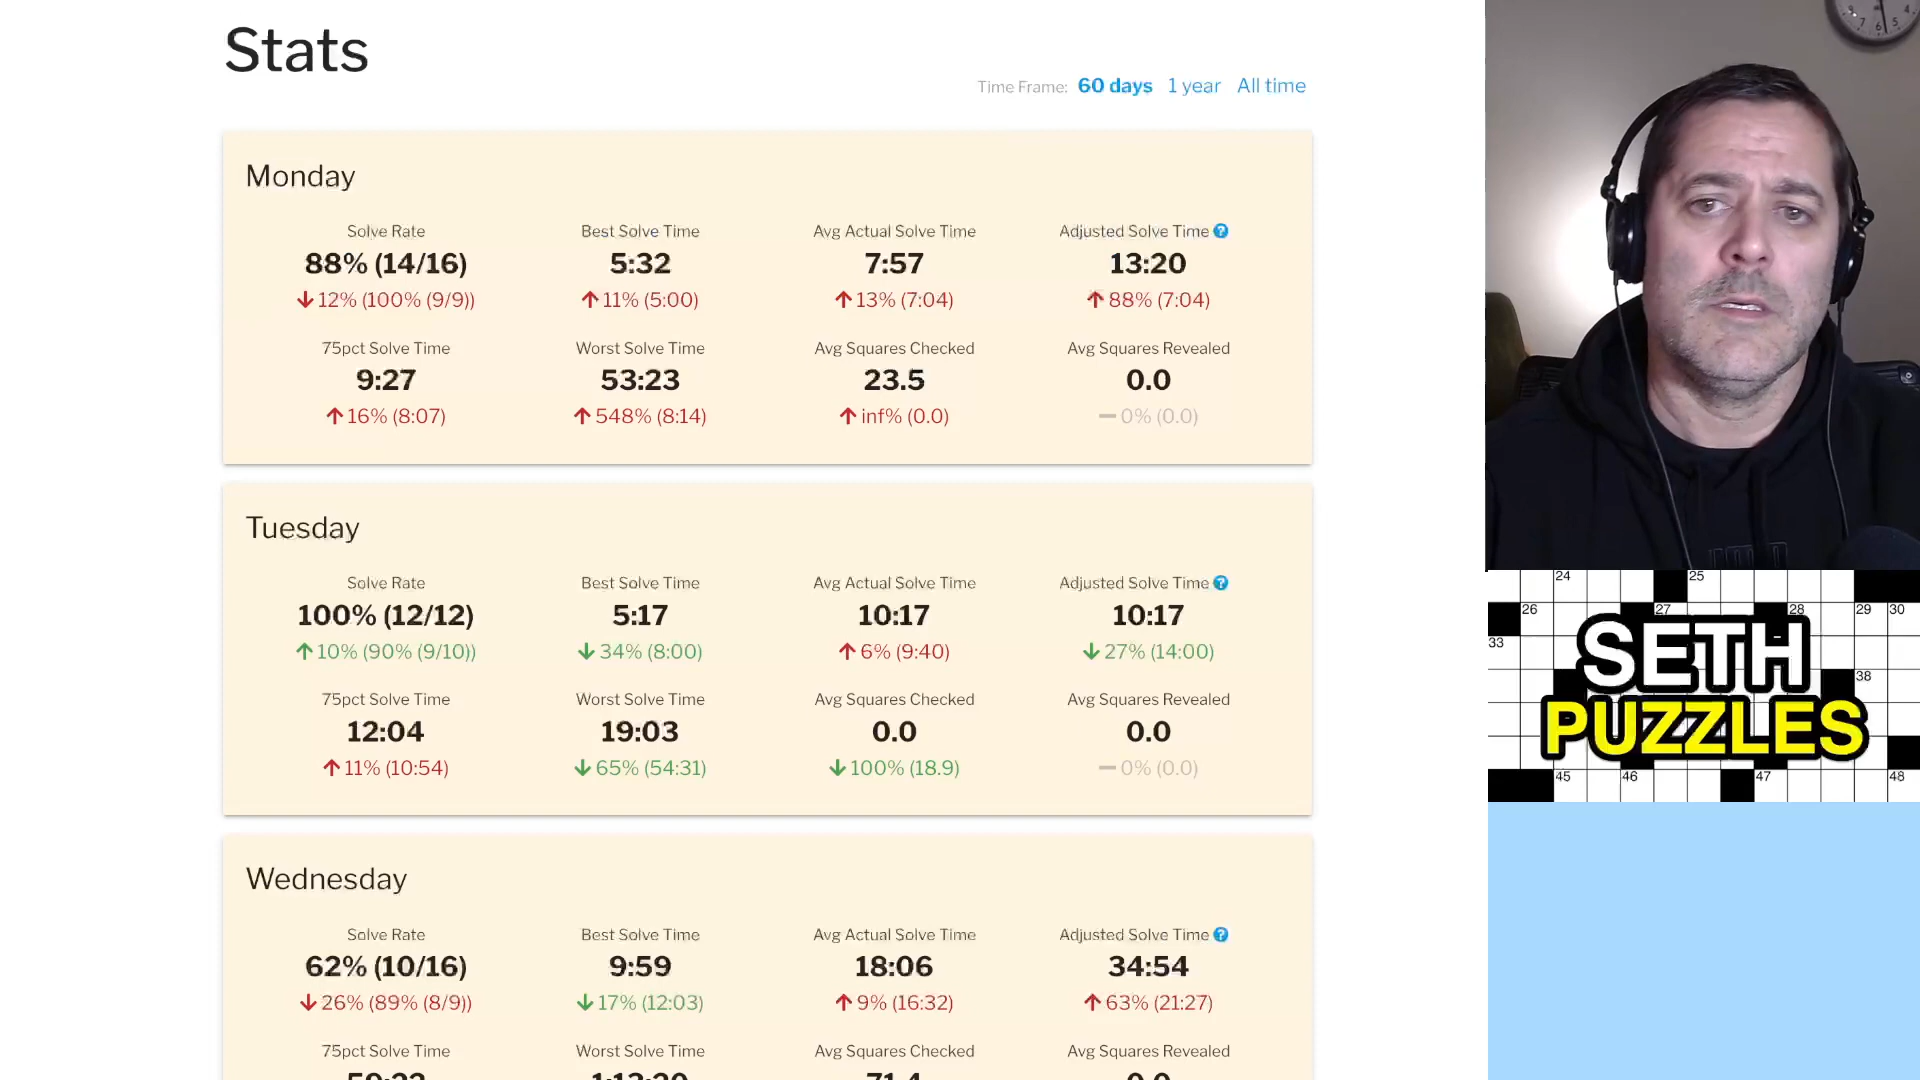 Stats
Time Frame: 60 days 1 year All time
Monday
Solve Rate Best Solve Time Avg Actual Solve Time Adjusted Solve Time ?
88% (14/16) 5:32 7:57 13:20
↓ 12% (100% (9/9)) ↑ 11% (5:00) ↑ 13% (7:04) ↑ 88% (7:04)
75pct Solve Time Worst Solve Time Avg Squares Checked Avg Squares Revealed
9:27 53:23 23.5 0.0
↑ 16% (8:07) ↑ 548% (8:14) ↑ inf% (0.0) — 0% (0.0)
Tuesday
Solve Rate Best Solve Time Avg Actual Solve Time Adjusted Solve Time ?
100% (12/12) 5:17 10:17 10:17
↑ 10% (90% (9/10)) ↓ 34% (8:00) ↑ 6% (9:40) ↓ 27% (14:00)
75pct Solve Time Worst Solve Time Avg Squares Checked Avg Squares Revealed
12:04 19:03 0.0 0.0
↑ 11% (10:54) ↓ 65% (54:31) ↓ 100% (18.9) — 0% (0.0)
Wednesday
Solve Rate Best Solve Time Avg Actual Solve Time Adjusted Solve Time ?
62% (10/16) 9:59 18:06 34:54
↓ 26% (89% (8/9)) ↓ 17% (12:03) ↑ 9% (16:32) ↑ 63% (21:27)
75pct Solve Time Worst Solve Time Avg Squares Checked Avg Squares Revealed
24 25
26 27 28 29 30
33
SETH
38
PUZZLES
45 46 47 48